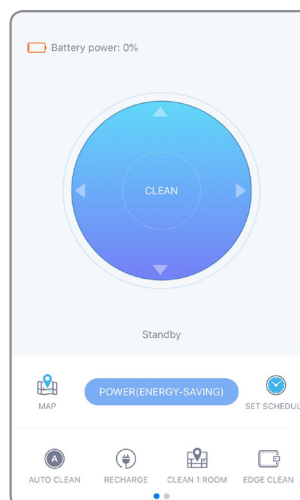 Battery power: 0%
CLEAN
Standby
MAP
POWER(ENERGY-SAVING)
SET SCHEDUL
A
AUTO CLEAN
RECHARGE
CLEAN 1 ROOM
EDGE CLEAN